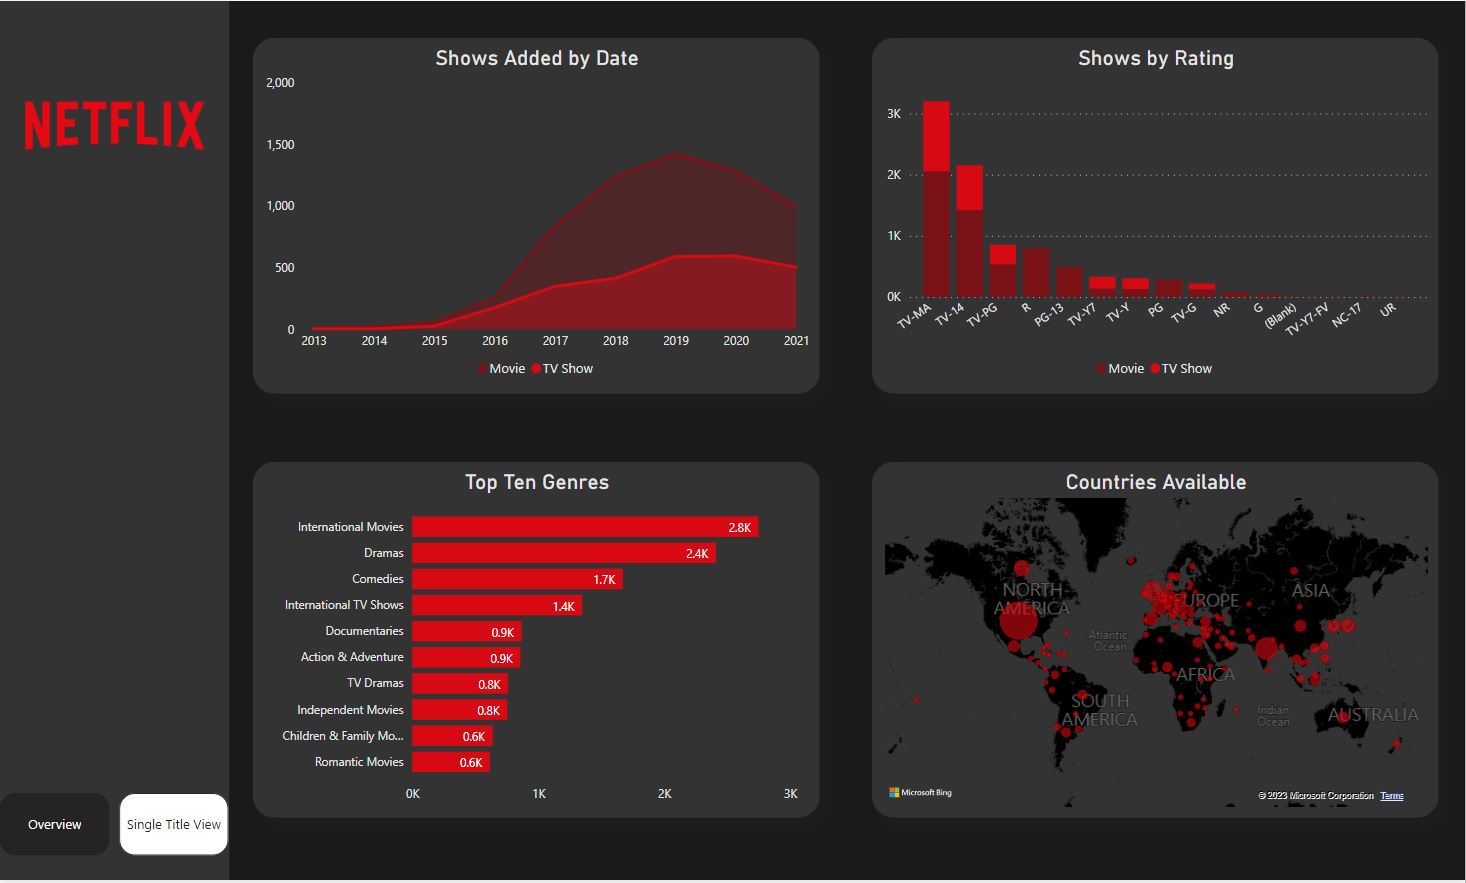 NETFLIX
Shows Added by Date
2,000
1,500
1,000
500
0
2013 2014 2015 2016 2017 2018 2019 2020 2021
Movie TV Show
Shows by Rating
3K
2K
1K
0K
TV-MA TV-14 TV-PG R PG-13 TV-Y7 TV-Y PG TV-G NR G (Blank) TV-Y7-FV NC-17 UR
Movie TV Show
Top Ten Genres
International Movies 2.8K
Dramas 2.4K
Comedies 1.7K
International TV Shows 1.4K
Documentaries 0.9K
Action & Adventure 0.9K
TV Dramas 0.8K
Independent Movies 0.8K
Children & Family Mo... 0.6K
Romantic Movies 0.6K
0K 1K 2K 3K
Countries Available
NORTH
AMERICA
EUROPE
ASIA
Atlantic
Ocean
AFRICA
SOUTH
AMERICA
Indian
Ocean
AUSTRALIA
Microsoft Bing
© 2023 Microsoft Corporation Terms
Overview
Single Title View